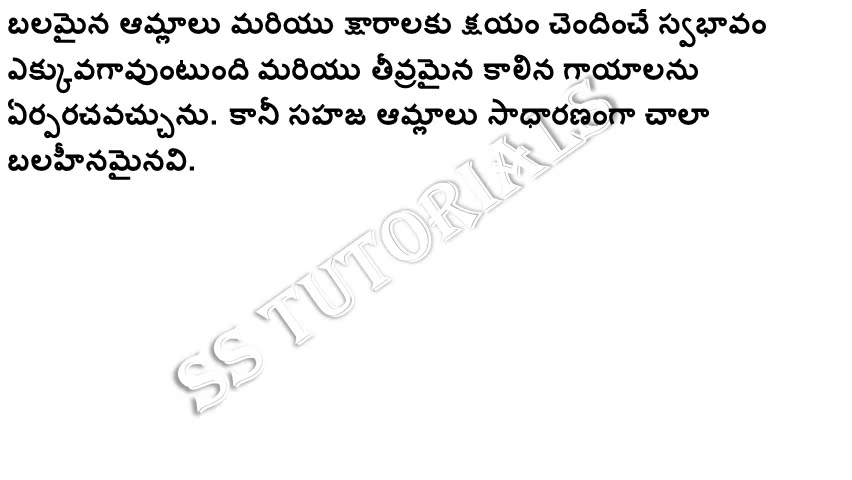 బలమైన ఆమ్లాలు మరియు క్షారాలకు క్షయం చెందించే స్వభావం
ఎక్కువగావుంటుంది మరియు తీవ్రమైన కాలిన గాయాలను
ఏర్పరచవచ్చును. కానీ సహజ ఆమ్లాలు సాధారణంగా చాలా
బలహీనమైనవి.
SS TUTORIALS